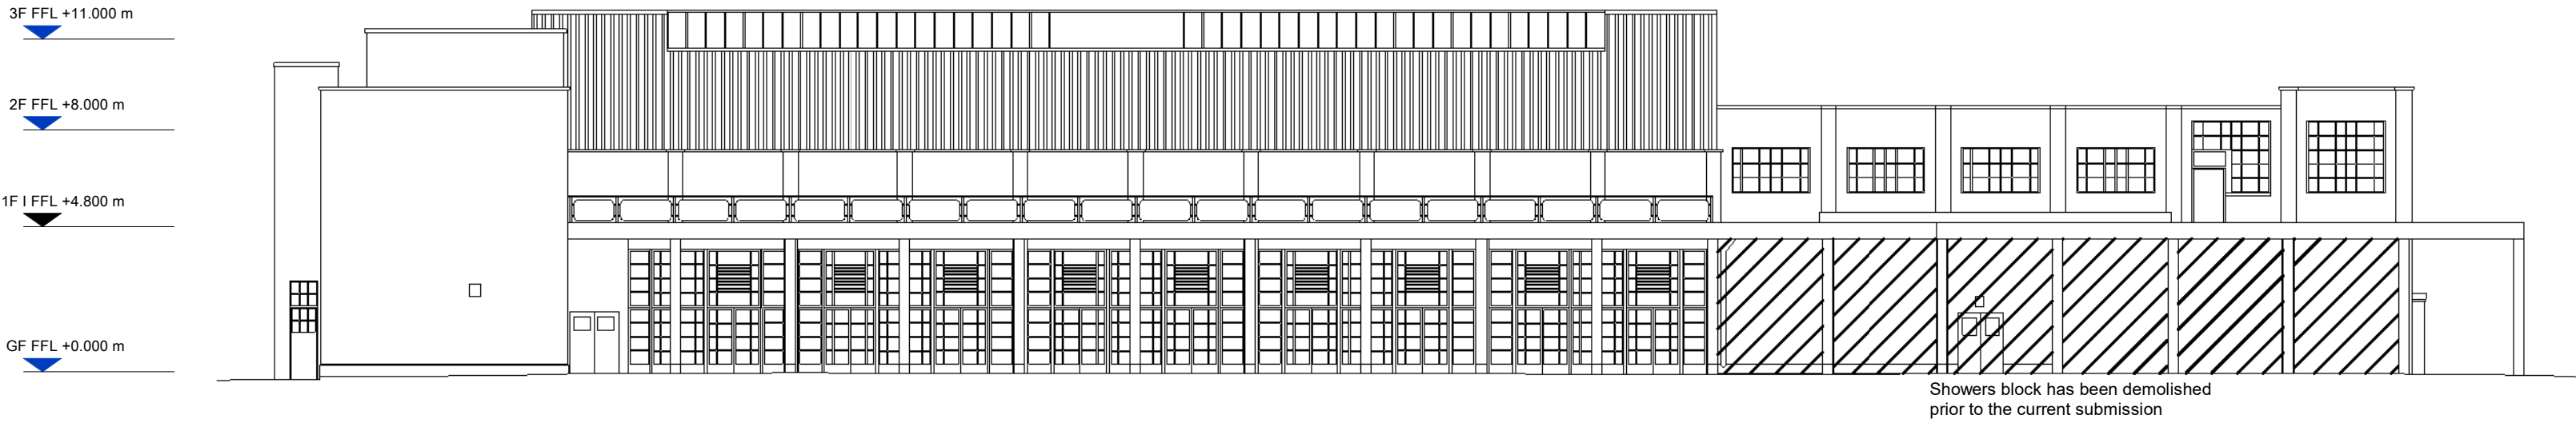 3F FFL +11.000 m
2F FFL +8.000 m
1F I FFL +4.800 m
GF FFL +0.000 m
Showers block has been demolished
prior to the current submission